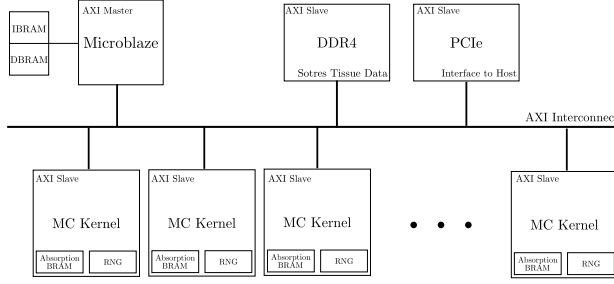 IBRAM
DBRAM
AXI Master
Microblaze
AXI Slave
DDR4
Sotres Tissue Data
AXI Slave
PCIe
Interface to Host
AXI Interconnec
AXI Slave
MC Kernel
Absorption
BRAM
RNG
AXI Slave
MC Kernel
Absorption
BRAM
RNG
AXI Slave
MC Kernel
Absorption
BRAM
RNG
AXI Slave
MC Kernel
Absorption
BRAM
RNG